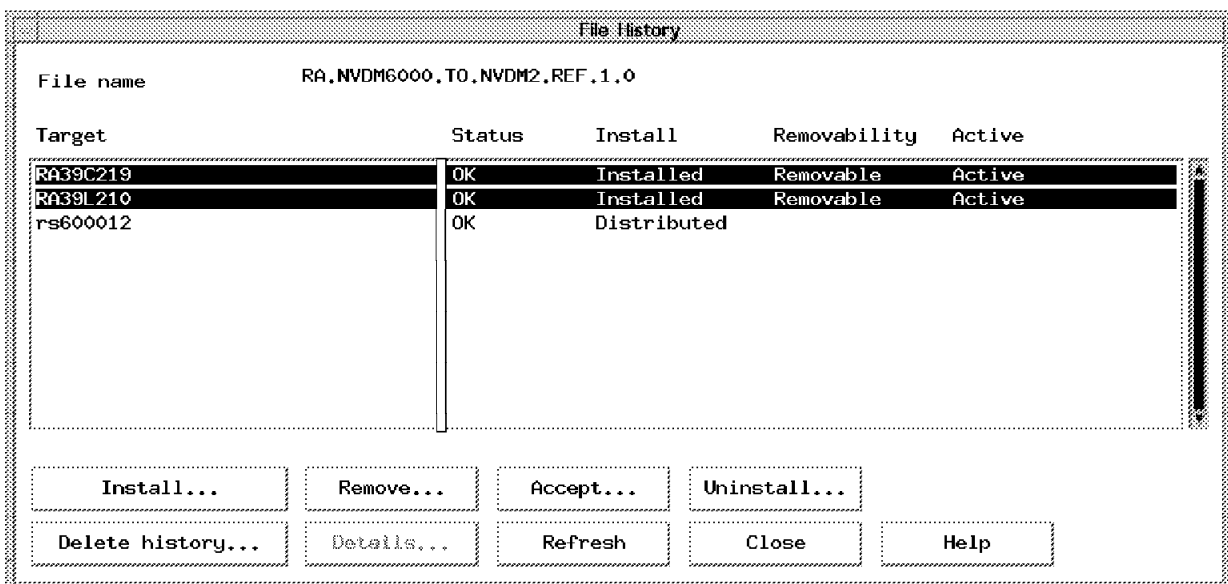 File History
File name RA.NVDM6000.TO.NVDM2.REF.1.0
Target Status Install Removability Active
RA39C219 OK Installed Removable Active
RA39L210 OK Installed Removable Active
rs600012 OK Distributed
Install... Remove... Accept... Uninstall...
Delete history... Details... Refresh Close Help